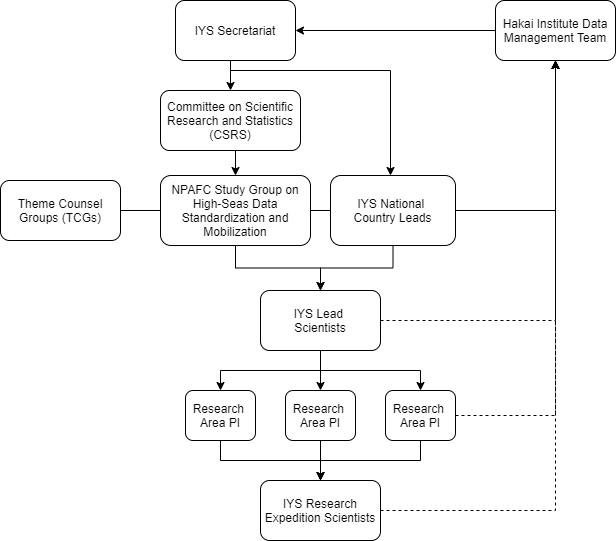 IYS Secretariat
Hakai Institute Data
Management Team
Committee on Scientific
Research and Statistics
(CSRS)
Theme Counsel
Groups (TCGs)
NPAFC Study Group on
High-Seas Data
Standardization and
Mobilization
IYS National
Country Leads
IYS Lead
Scientists
Research
Area PI
Research
Area PI
Research
Area PI
IYS Research
Expedition Scientists